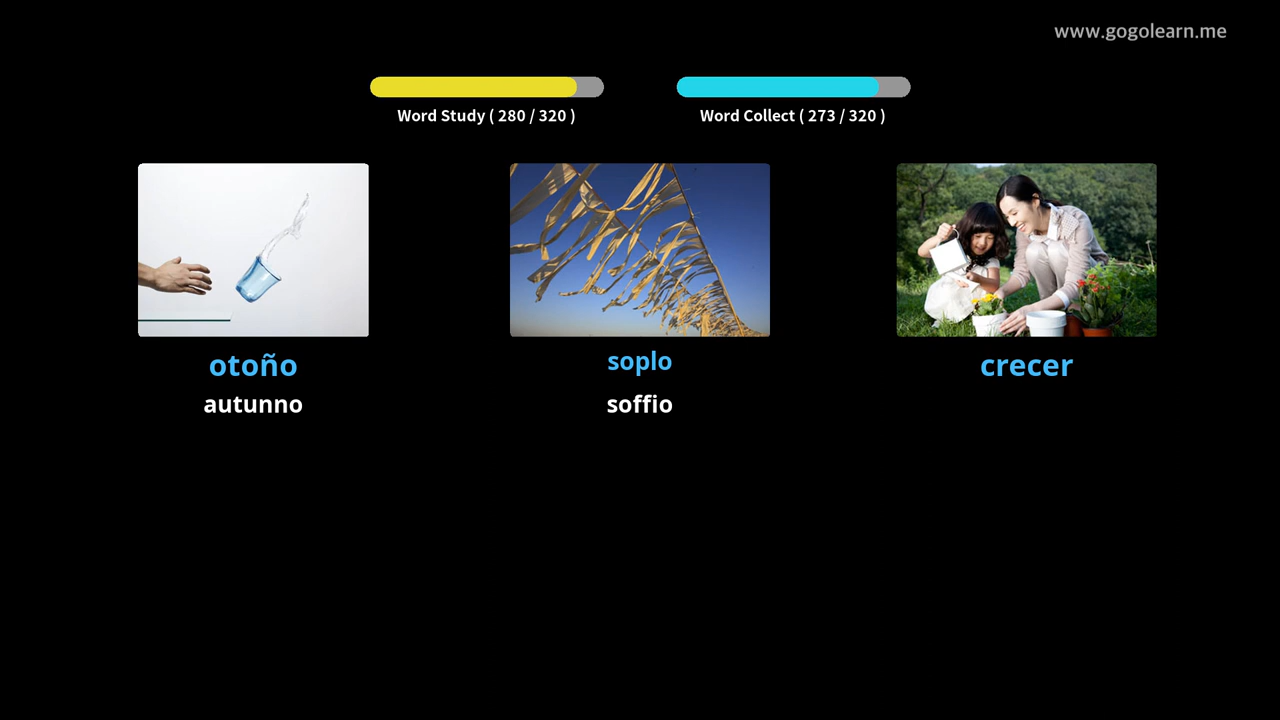 www.gogolearn.me
Word Study ( 280 / 320 )
Word Collect ( 273 / 320 )
otoño
autunno
soplo
soffio
crecer